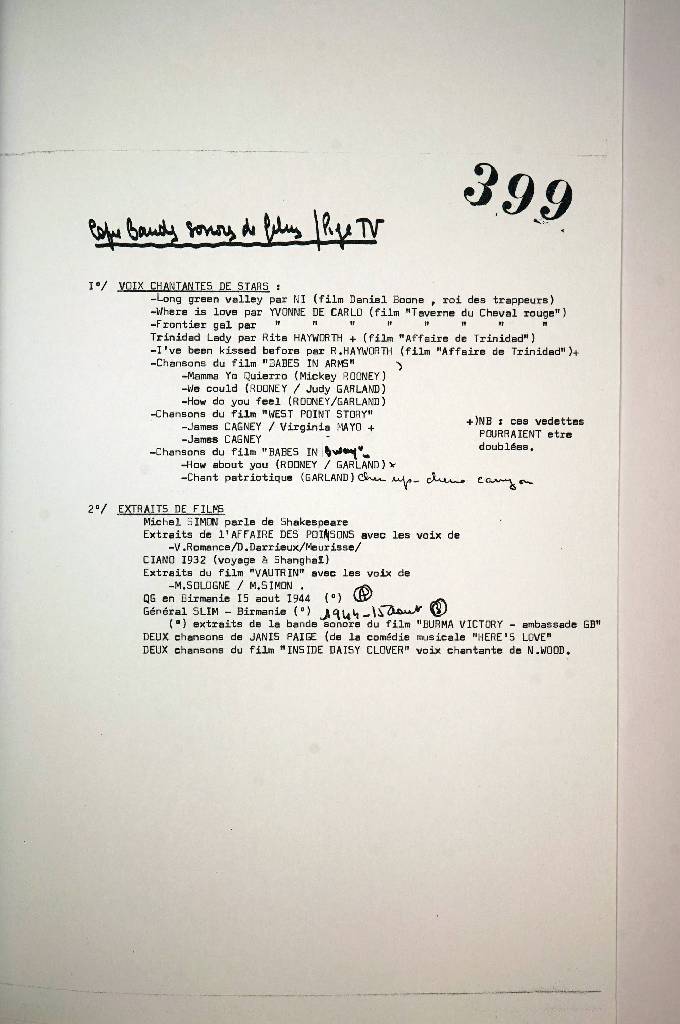 399
Copie Bandes sonores de films / Pige TV
I°/ VOIX CHANTANTES DE STARS :
-Long green valley par NI (film Daniel Boone , roi des trappeurs)
-Where is love par YVONNE DE CARLO (film "Taverne du Cheval rouge")
-Frontier gal par " " " " " " " "
Trinidad Lady par Rita HAYWORTH + (film "Affaire de Trinidad")
-I've been kissed before par R.HAYWORTH (film "Affaire de Trinidad")+
-Chansons du film "BABES IN ARMS"
-Mamma Yo Quierro (Mickey ROONEY)
-We could (ROONEY / Judy GARLAND)
-How do you feel (ROONEY/GARLAND)
-Chansons du film "WEST POINT STORY"
-James CAGNEY / Virginia MAYO +
-James CAGNEY
+)NB : ces vedettes
POURRAIENT etre
doublées.
-Chansons du film "BABES IN Bway"
-How about you (ROONEY / GARLAND)x
-Chant patriotique (GARLAND)
2°/ EXTRAITS DE FILMS
Michel SIMON parle de Shakespeare
Extraits de l'AFFAIRE DES POISONS avec les voix de
-V.Romance/D.Darrieux/Meurisse/
CIANO I932 (voyage à Shanghaï)
Extraits du film "VAUTRIN" avec les voix de
-M.SOLOGNE / M.SIMON .
QG en Birmanie I5 aout I944 (°) A
Général SLIM - Birmanie (°) 1944-15 aout B
(°) extraits de la bande sonore du film "BURMA VICTORY - ambassade GB"
DEUX chansons de JANIS PAIGE (de la comédie musicale "HERE'S LOVE"
DEUX chansons du film "INSIDE DAISY CLOVER" voix chantante de N.WOOD.